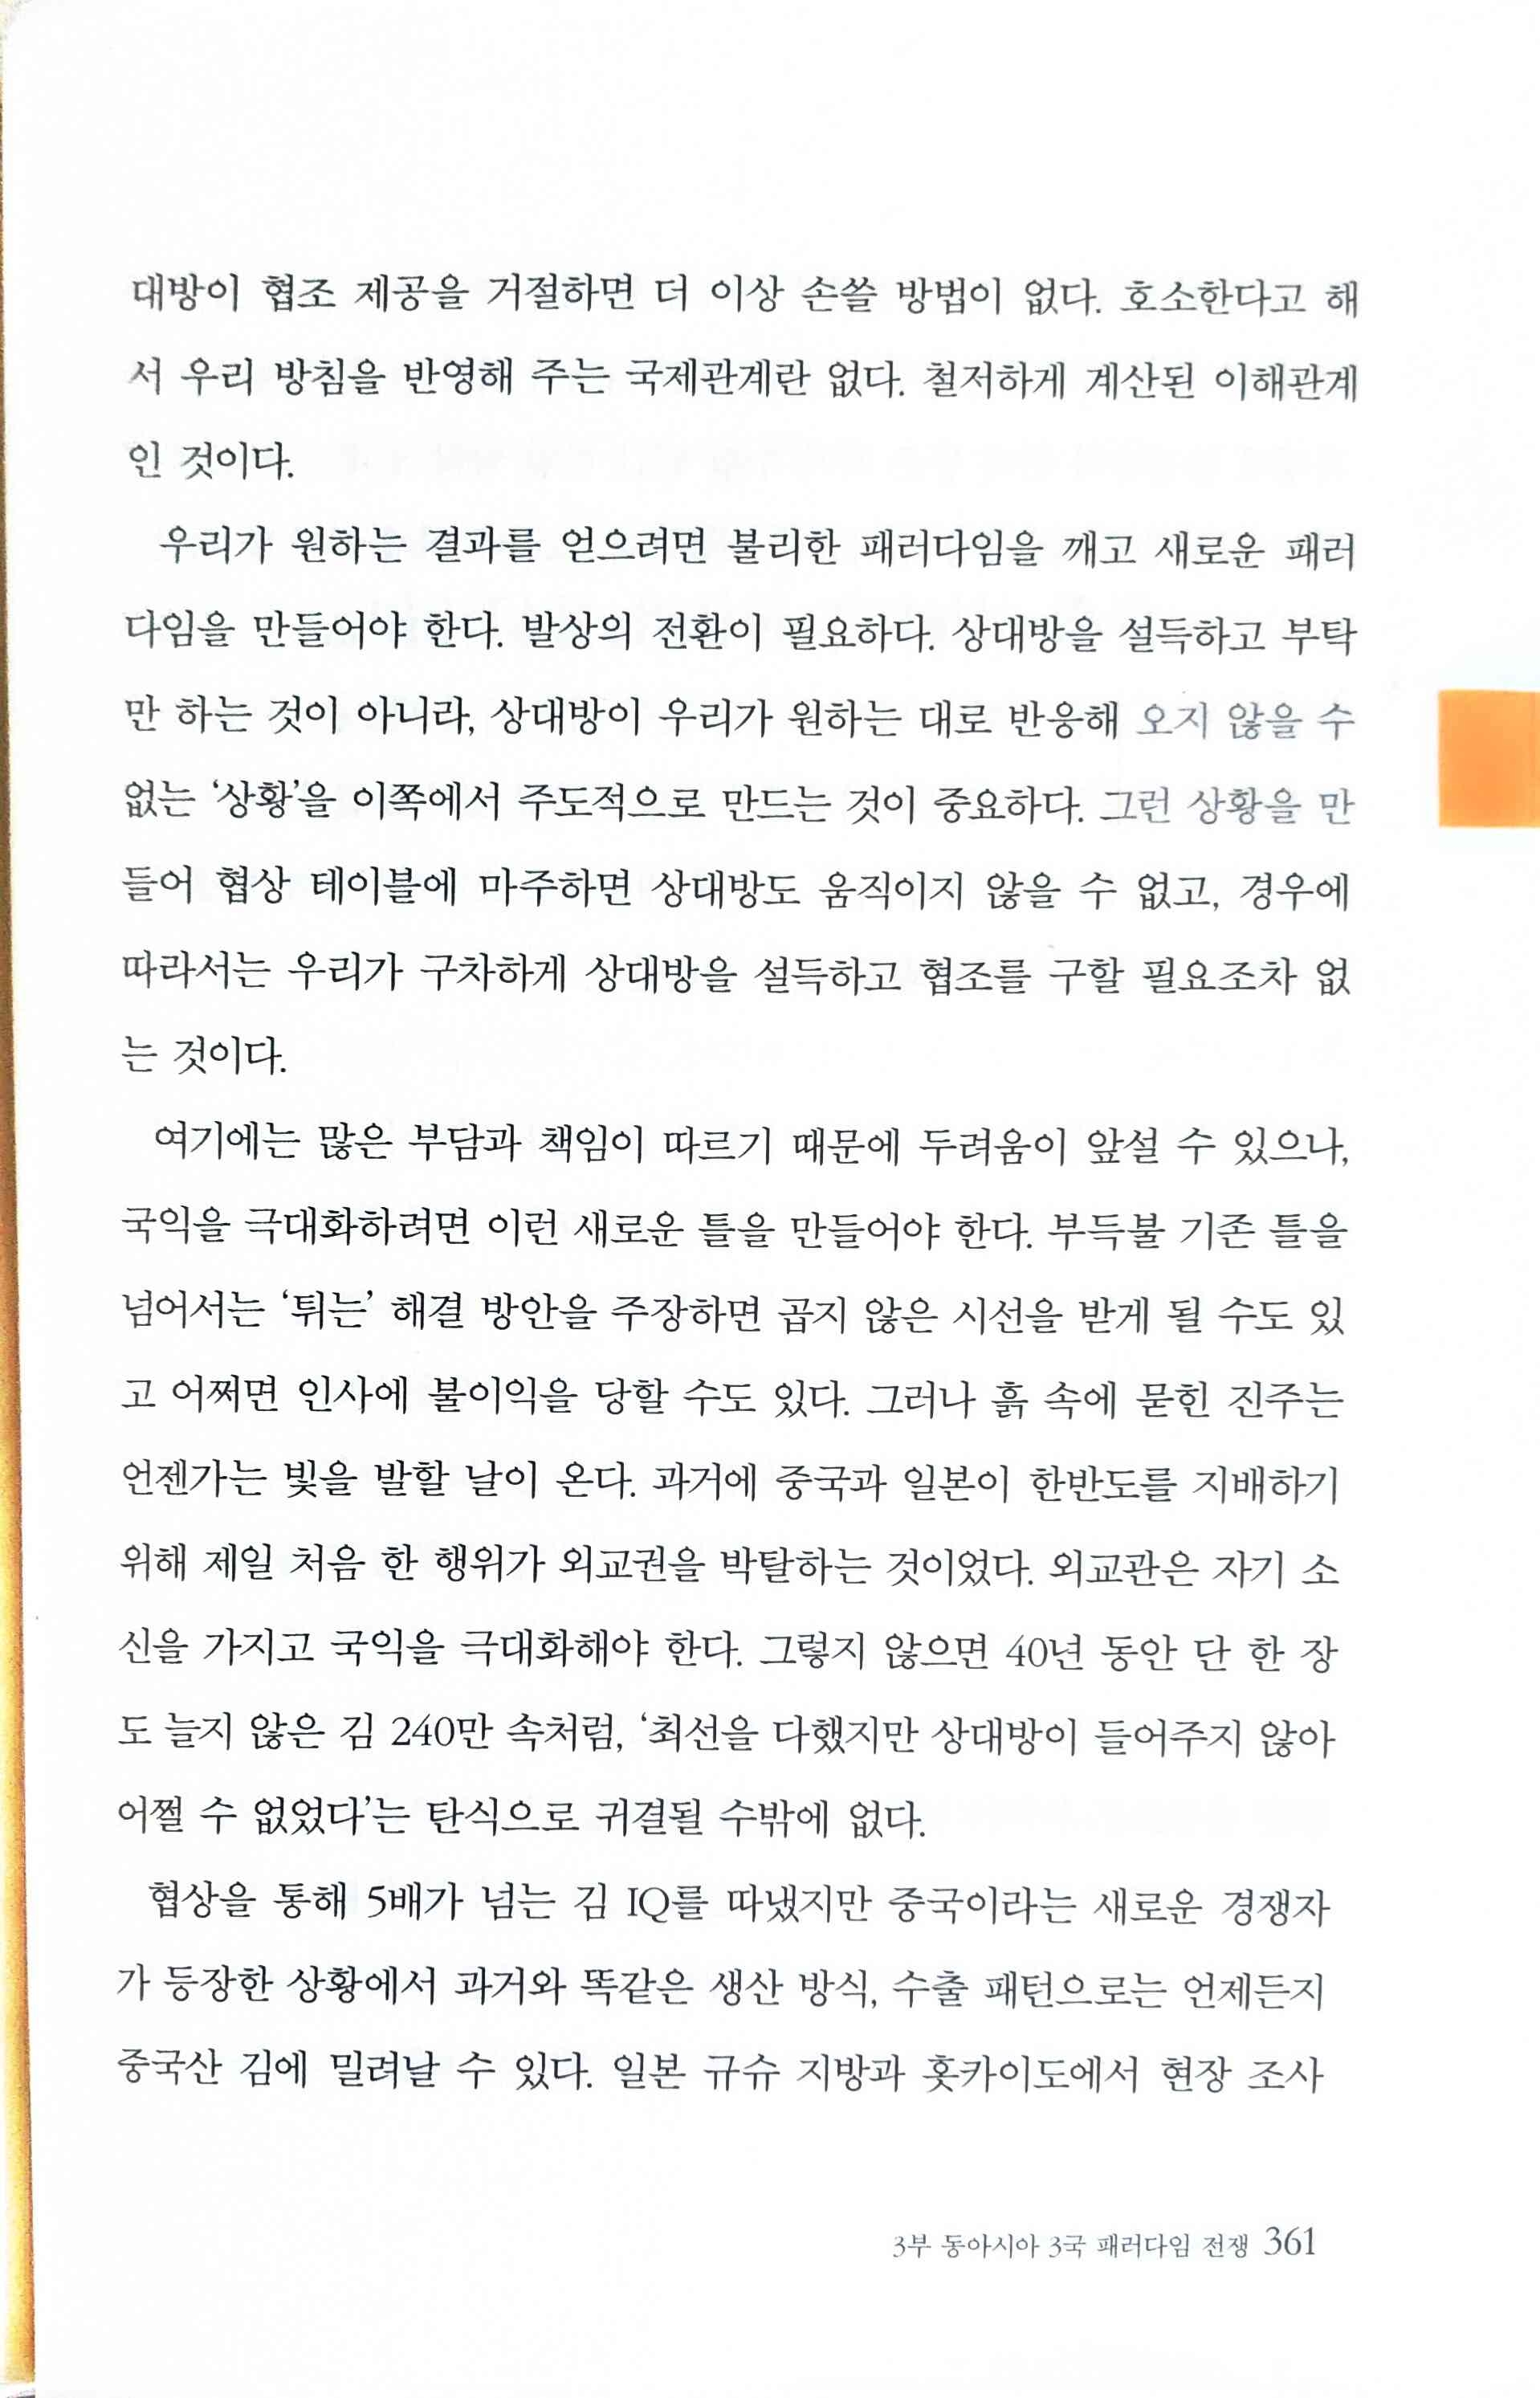 대방이 협조 제공을 거절하면 더 이상 손쓸 방법이 없다. 호소한다고 해
서 우리 방침을 반영해 주는 국제관계란 없다. 철저하게 계산된 이해관계
인 것이다.
우리가 원하는 결과를 얻으려면 불리한 패러다임을 깨고 새로운 패러
다임을 만들어야 한다. 발상의 전환이 필요하다. 상대방을 설득하고 부탁
만 하는 것이 아니라, 상대방이 우리가 원하는 대로 반응해 오지 않을 수
없는 ‘상황’을 이쪽에서 주도적으로 만드는 것이 중요하다. 그런 상황을 만
들어 협상 테이블에 마주하면 상대방도 움직이지 않을 수 없고, 경우에
따라서는 우리가 구차하게 상대방을 설득하고 협조를 구할 필요조차 없
는 것이다.
여기에는 많은 부담과 책임이 따르기 때문에 두려움이 앞설 수 있으나,
국익을 극대화하려면 이런 새로운 틀을 만들어야 한다. 부득불 기존 틀을
넘어서는 ‘튀는’ 해결 방안을 주장하면 곱지 않은 시선을 받게 될 수도 있
고 어쩌면 인사에 불이익을 당할 수도 있다. 그러나 흙 속에 묻힌 진주는
언젠가는 빛을 발할 날이 온다. 과거에 중국과 일본이 한반도를 지배하기
위해 제일 처음 한 행위가 외교권을 박탈하는 것이었다. 외교관은 자기 소
신을 가지고 국익을 극대화해야 한다. 그렇지 않으면 40년 동안 단 한 장
도 늘지 않은 김 240만 속처럼, ‘최선을 다했지만 상대방이 들어주지 않아
어쩔 수 없었다’는 탄식으로 귀결될 수밖에 없다.
협상을 통해 5배가 넘는 김 IQ를 따냈지만 중국이라는 새로운 경쟁자
가 등장한 상황에서 과거와 똑같은 생산 방식, 수출 패턴으로는 언제든지
중국산 김에 밀려날 수 있다. 일본 규슈 지방과 홋카이도에서 현장 조사
3부 동아시아 3국 패러다임 전쟁 361